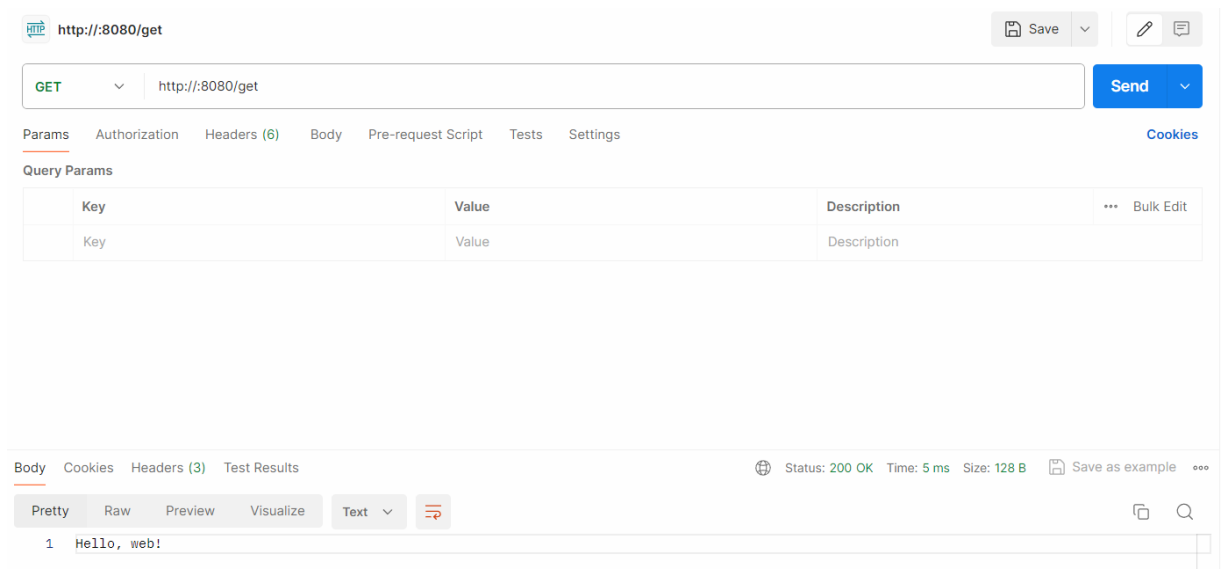 HTTP http://:8080/get Save
GET http://:8080/get Send
Params Authorization Headers (6) Body Pre-request Script Tests Settings Cookies
Query Params
Key Value Description ••• Bulk Edit
Key Value Description
Body Cookies Headers (3) Test Results Status: 200 OK Time: 5 ms Size: 128 B Save as example
Pretty Raw Preview Visualize Text
1 Hello, web!